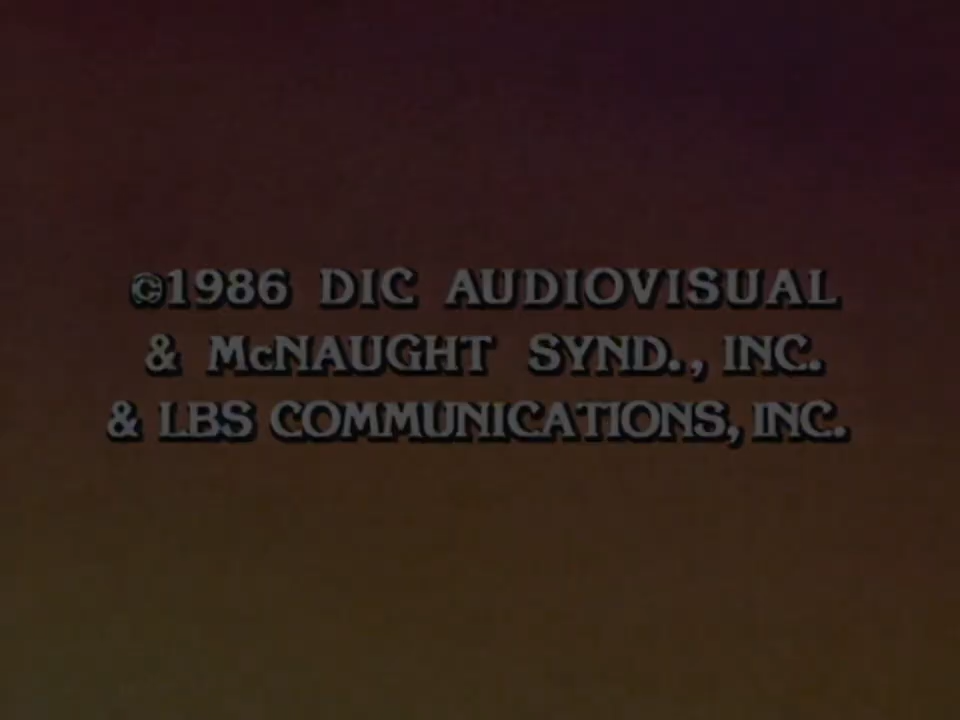 ©1986 DIC AUDIOVISUAL
& McNAUGHT SYND., INC.
& LBS COMMUNICATIONS, INC.